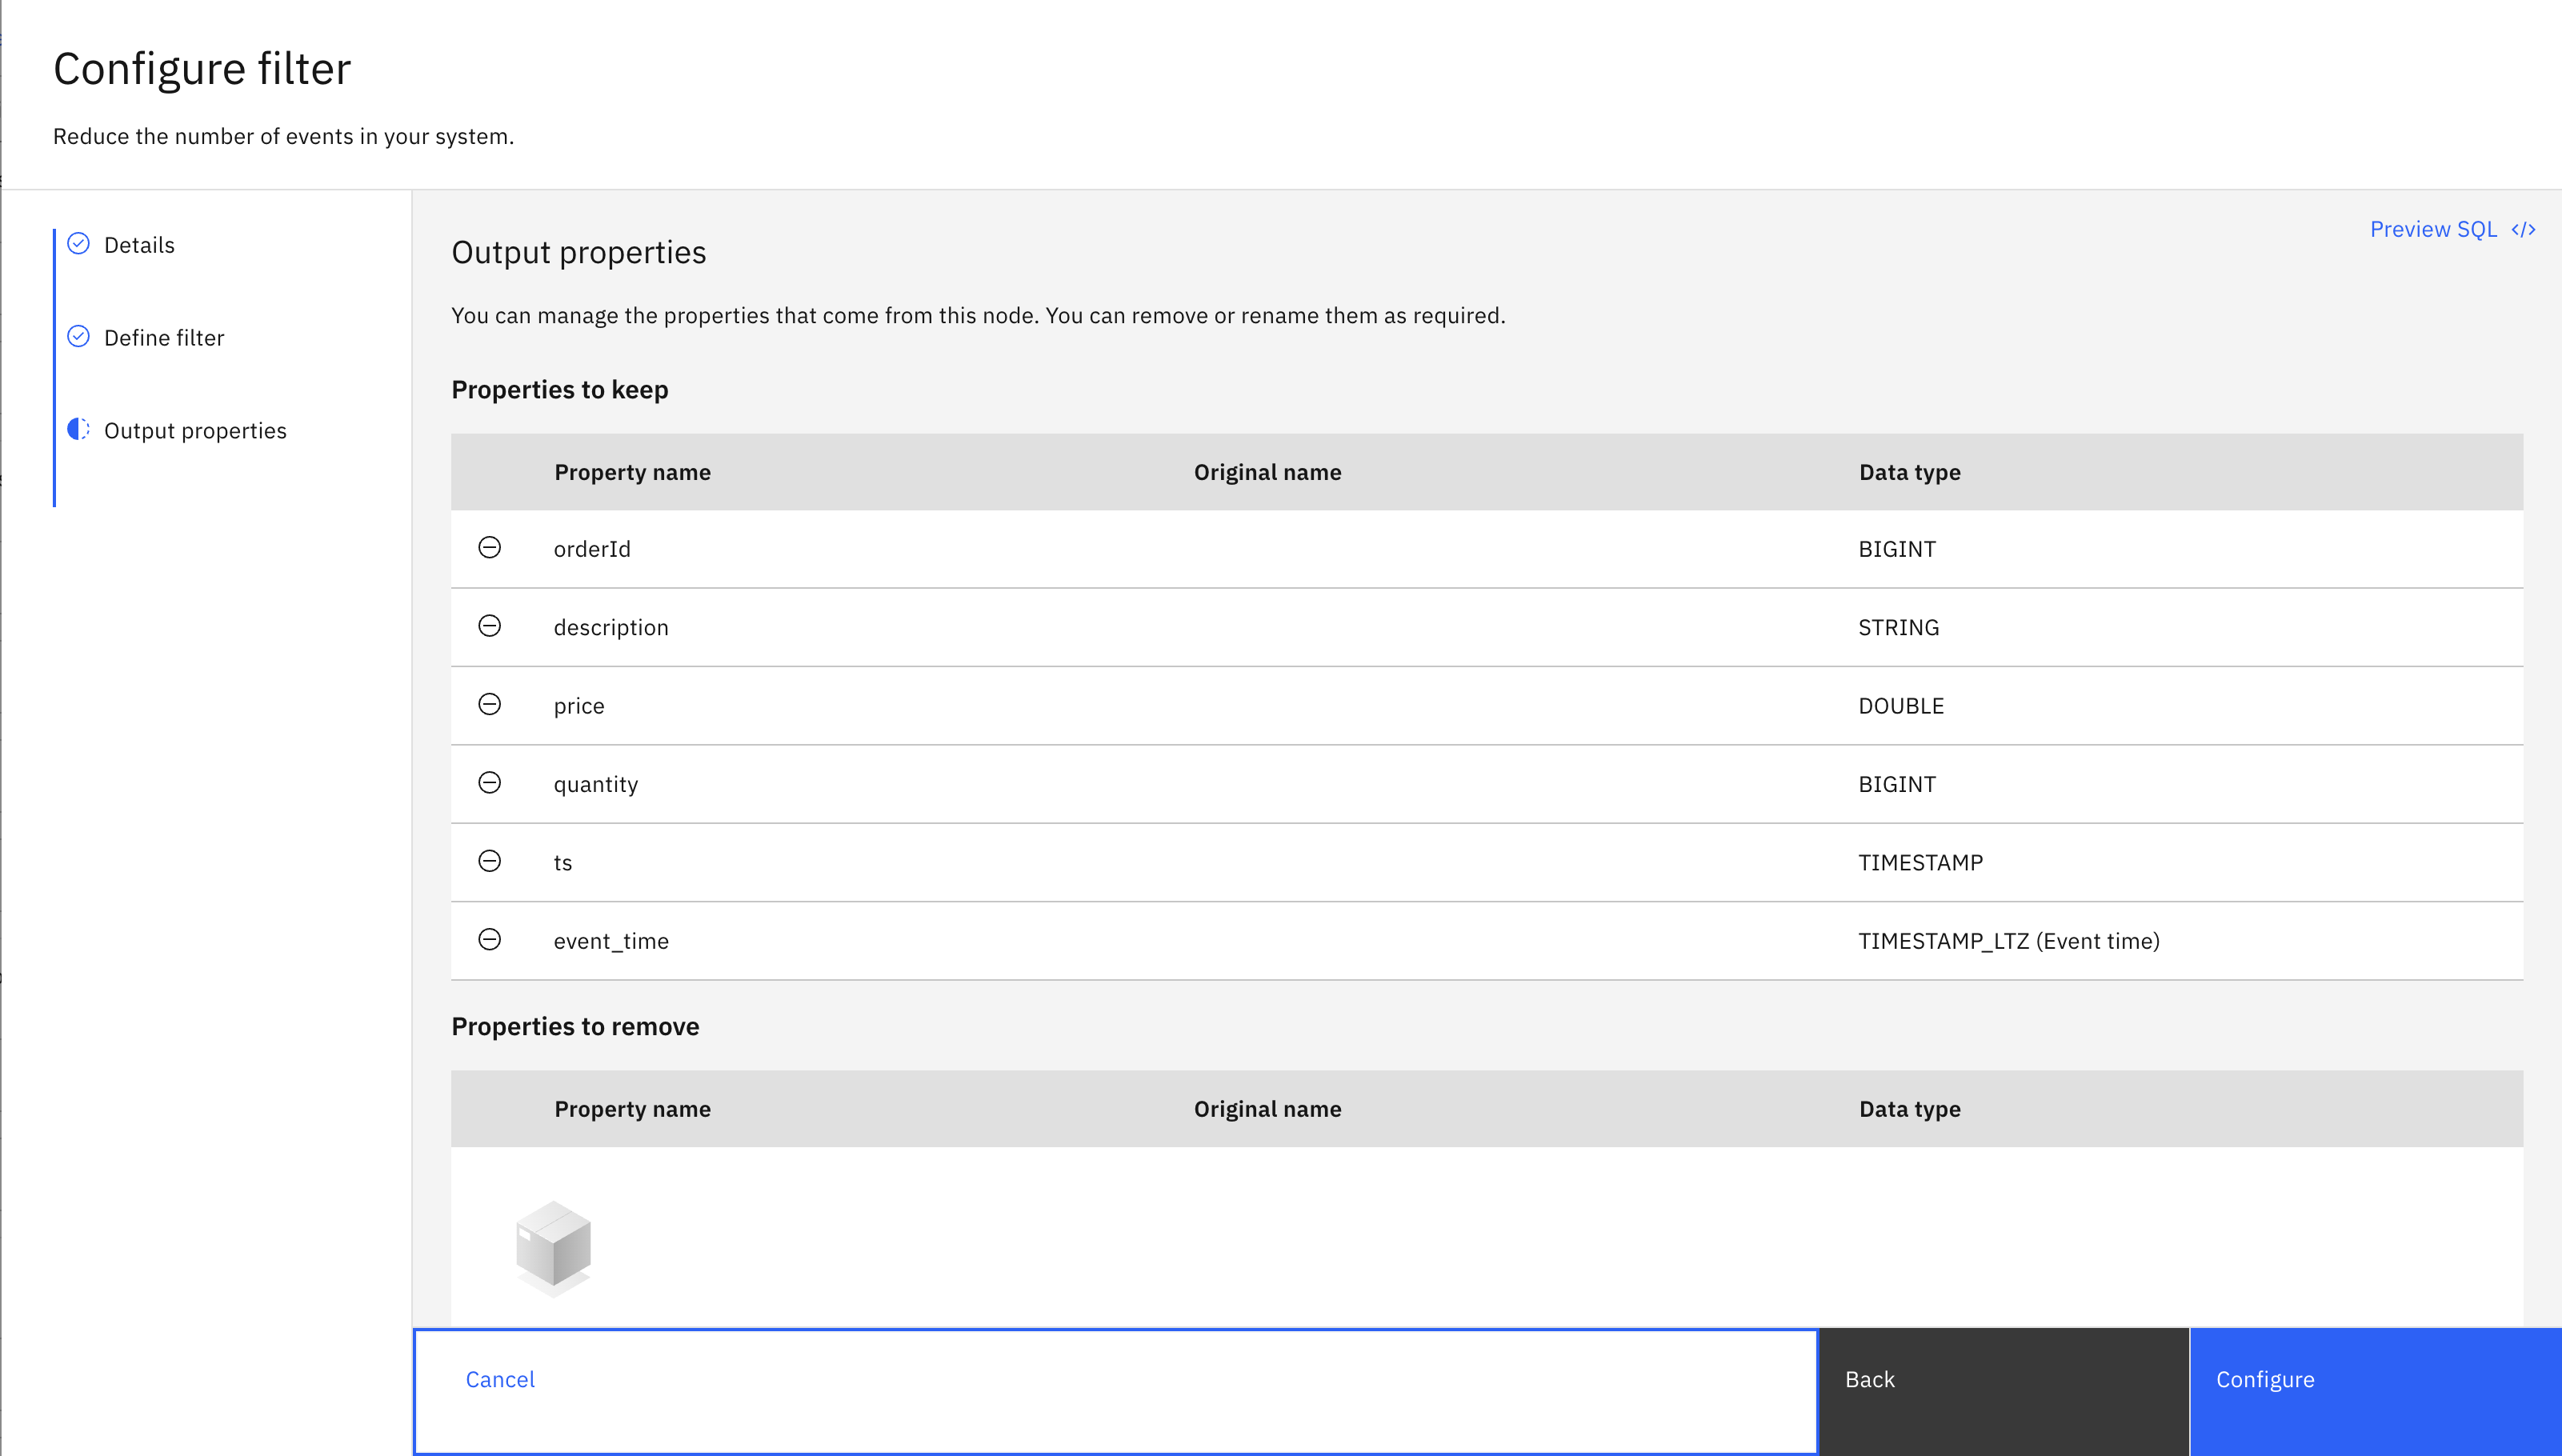 Configure filter
Reduce the number of events in your system.
Details
Define filter
Output properties
Preview SQL </>
Output properties
You can manage the properties that come from this node. You can remove or rename them as required.
Properties to keep
Property name Original name Data type
orderId BIGINT
description STRING
price DOUBLE
quantity BIGINT
ts TIMESTAMP
event_time TIMESTAMP_LTZ (Event time)
Properties to remove
Property name Original name Data type
Cancel Back Configure